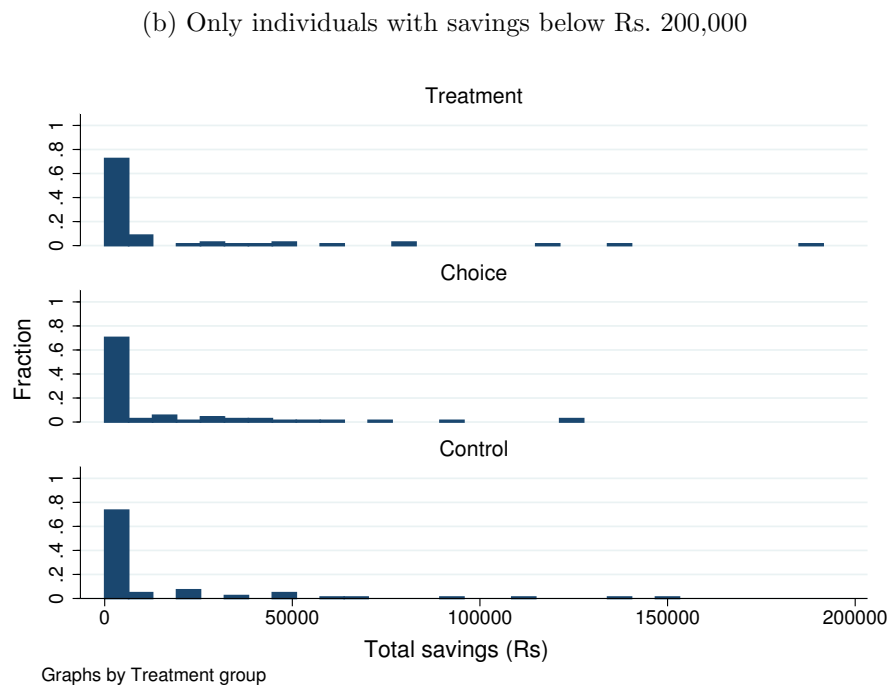 (b) Only individuals with savings below Rs. 200,000
Treatment
0 .2 .4 .6 .8 1
Choice
0 .2 .4 .6 .8 1
Control
0 .2 .4 .6 .8 1
Fraction
0 50000 100000 150000 200000
Total savings (Rs)
Graphs by Treatment group